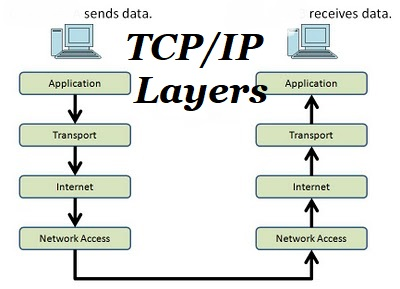 sends data.
receives data.
TCP/IP
Layers
Application
Application
Transport
Transport
Internet
Internet
Network Access
Network Access